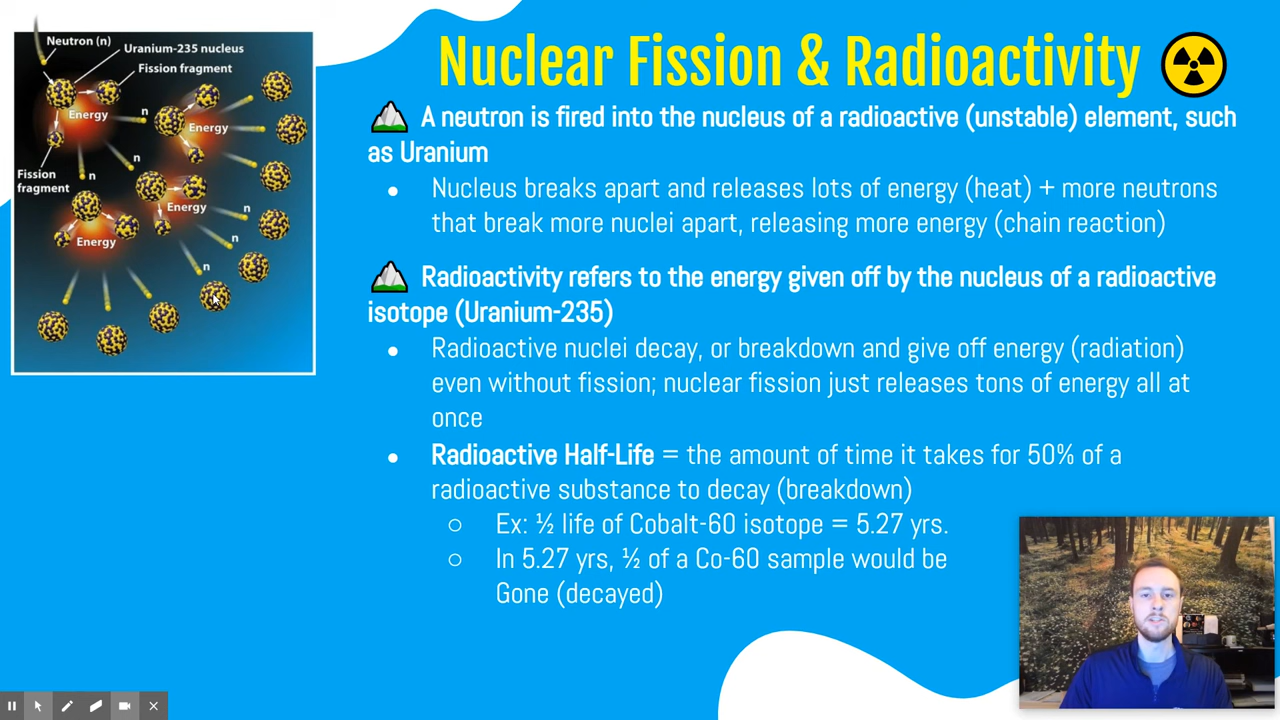 Nuclear Fission & Radioactivity
A neutron is fired into the nucleus of a radioactive (unstable) element, such
as Uranium
● Nucleus breaks apart and releases lots of energy (heat) + more neutrons
that break more nuclei apart, releasing more energy (chain reaction)
Radioactivity refers to the energy given off by the nucleus of a radioactive
isotope (Uranium-235)
● Radioactive nuclei decay, or breakdown and give off energy (radiation)
even without fission; nuclear fission just releases tons of energy all at
once
● Radioactive Half-Life = the amount of time it takes for 50% of a
radioactive substance to decay (breakdown)
○ Ex: ½ life of Cobalt-60 isotope = 5.27 yrs.
○ In 5.27 yrs, ½ of a Co-60 sample would be
Gone (decayed)
Neutron (n)
Uranium-235 nucleus
Fission fragment
Energy
n
Energy
n
n
Fission
fragment
Energy
n
Energy
n
n